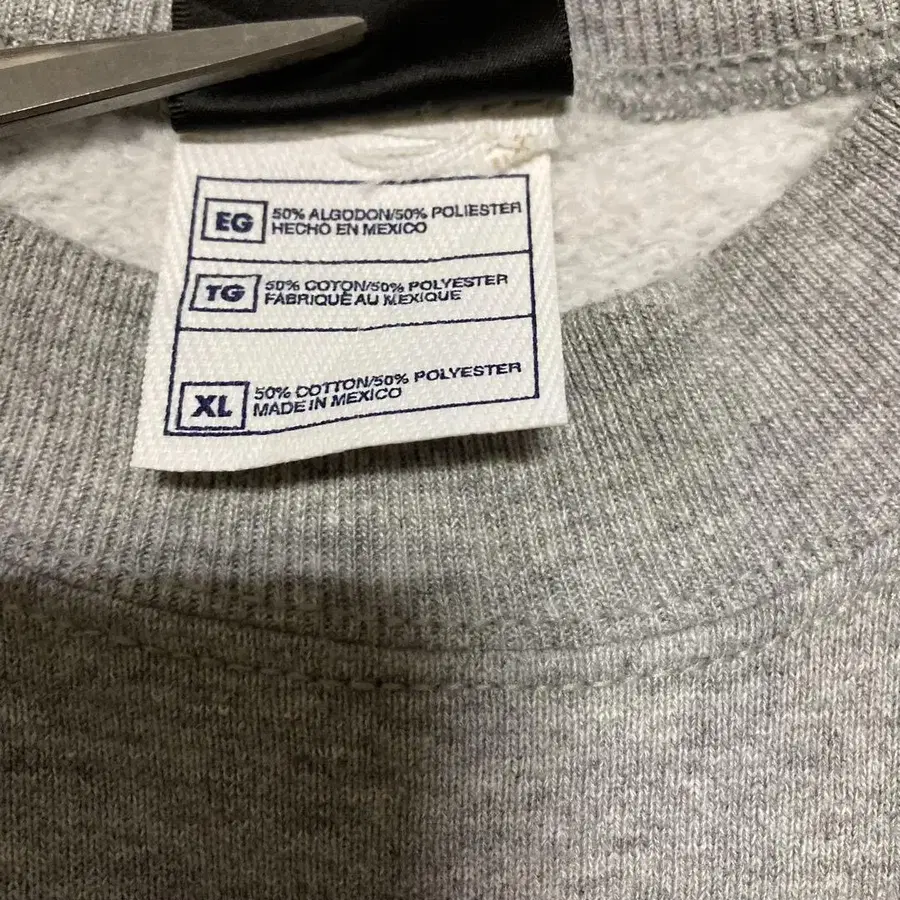 EG
50% ALGODON/50% POLIESTER
HECHO EN MEXICO
TG
50% COTON/50% POLYESTER
FABRIQUÉ AU MEXIQUE
XL
50% COTTON/50% POLYESTER
MADE IN MEXICO